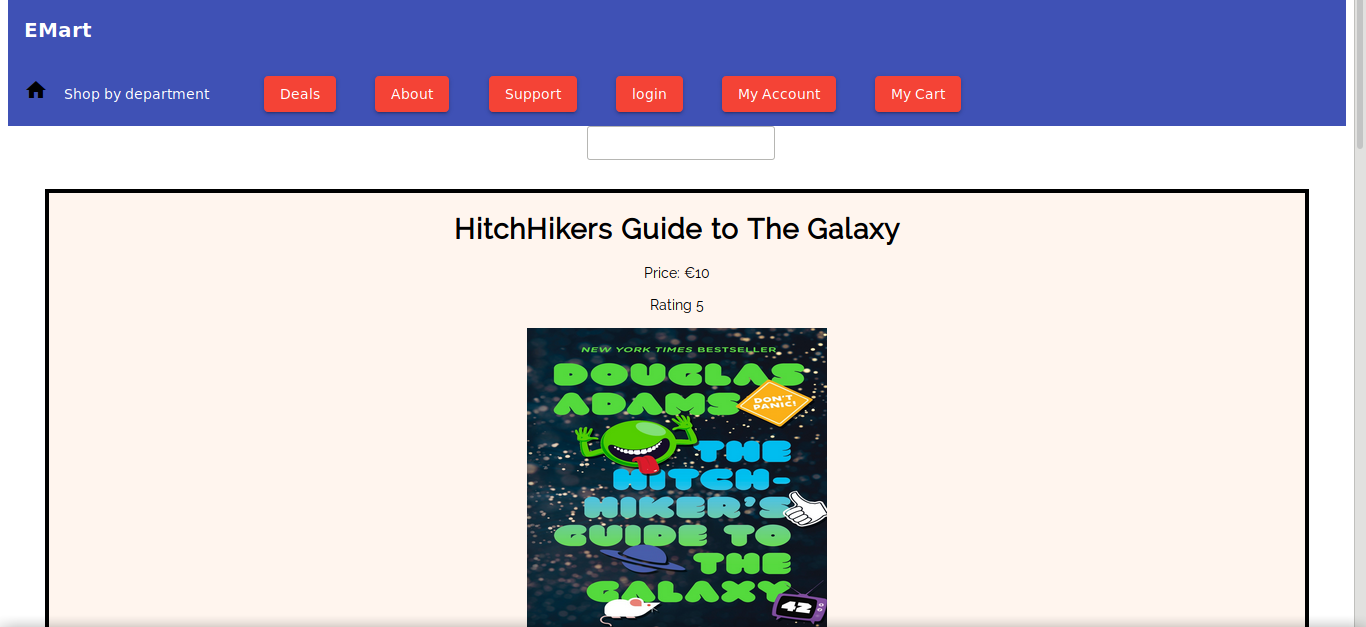 EMart
Shop by department Deals About Support login My Account My Cart
HitchHikers Guide to The Galaxy
Price: €10
Rating 5
NEW YORK TIMES BESTSELLER
DOUGLAS
ADAMS
DON'T
PANIC!
THE
HITCH-
HIKER'S
GUIDE TO
THE
GALAXY
42